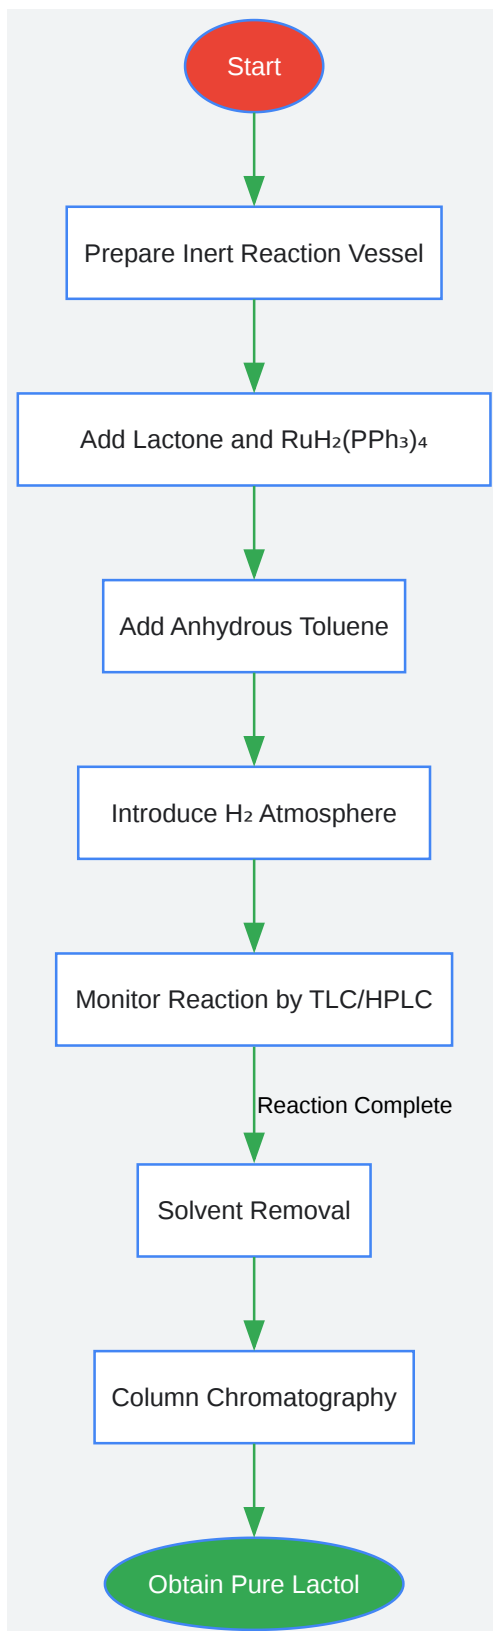 Start
Prepare Inert Reaction Vessel
Add Lactone and RuH₂(PPh₃)₄
Add Anhydrous Toluene
Introduce H₂ Atmosphere
Monitor Reaction by TLC/HPLC
Reaction Complete
Solvent Removal
Column Chromatography
Obtain Pure Lactol